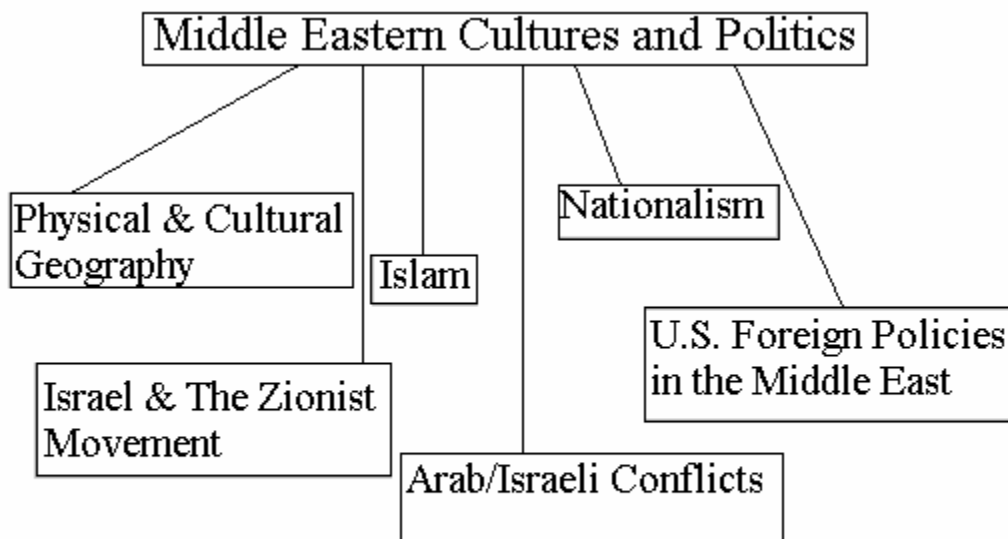 Middle Eastern Cultures and Politics
Physical & Cultural
Geography
Islam
Nationalism
Israel & The Zionist
Movement
U.S. Foreign Policies
in the Middle East
Arab/Israeli Conflicts